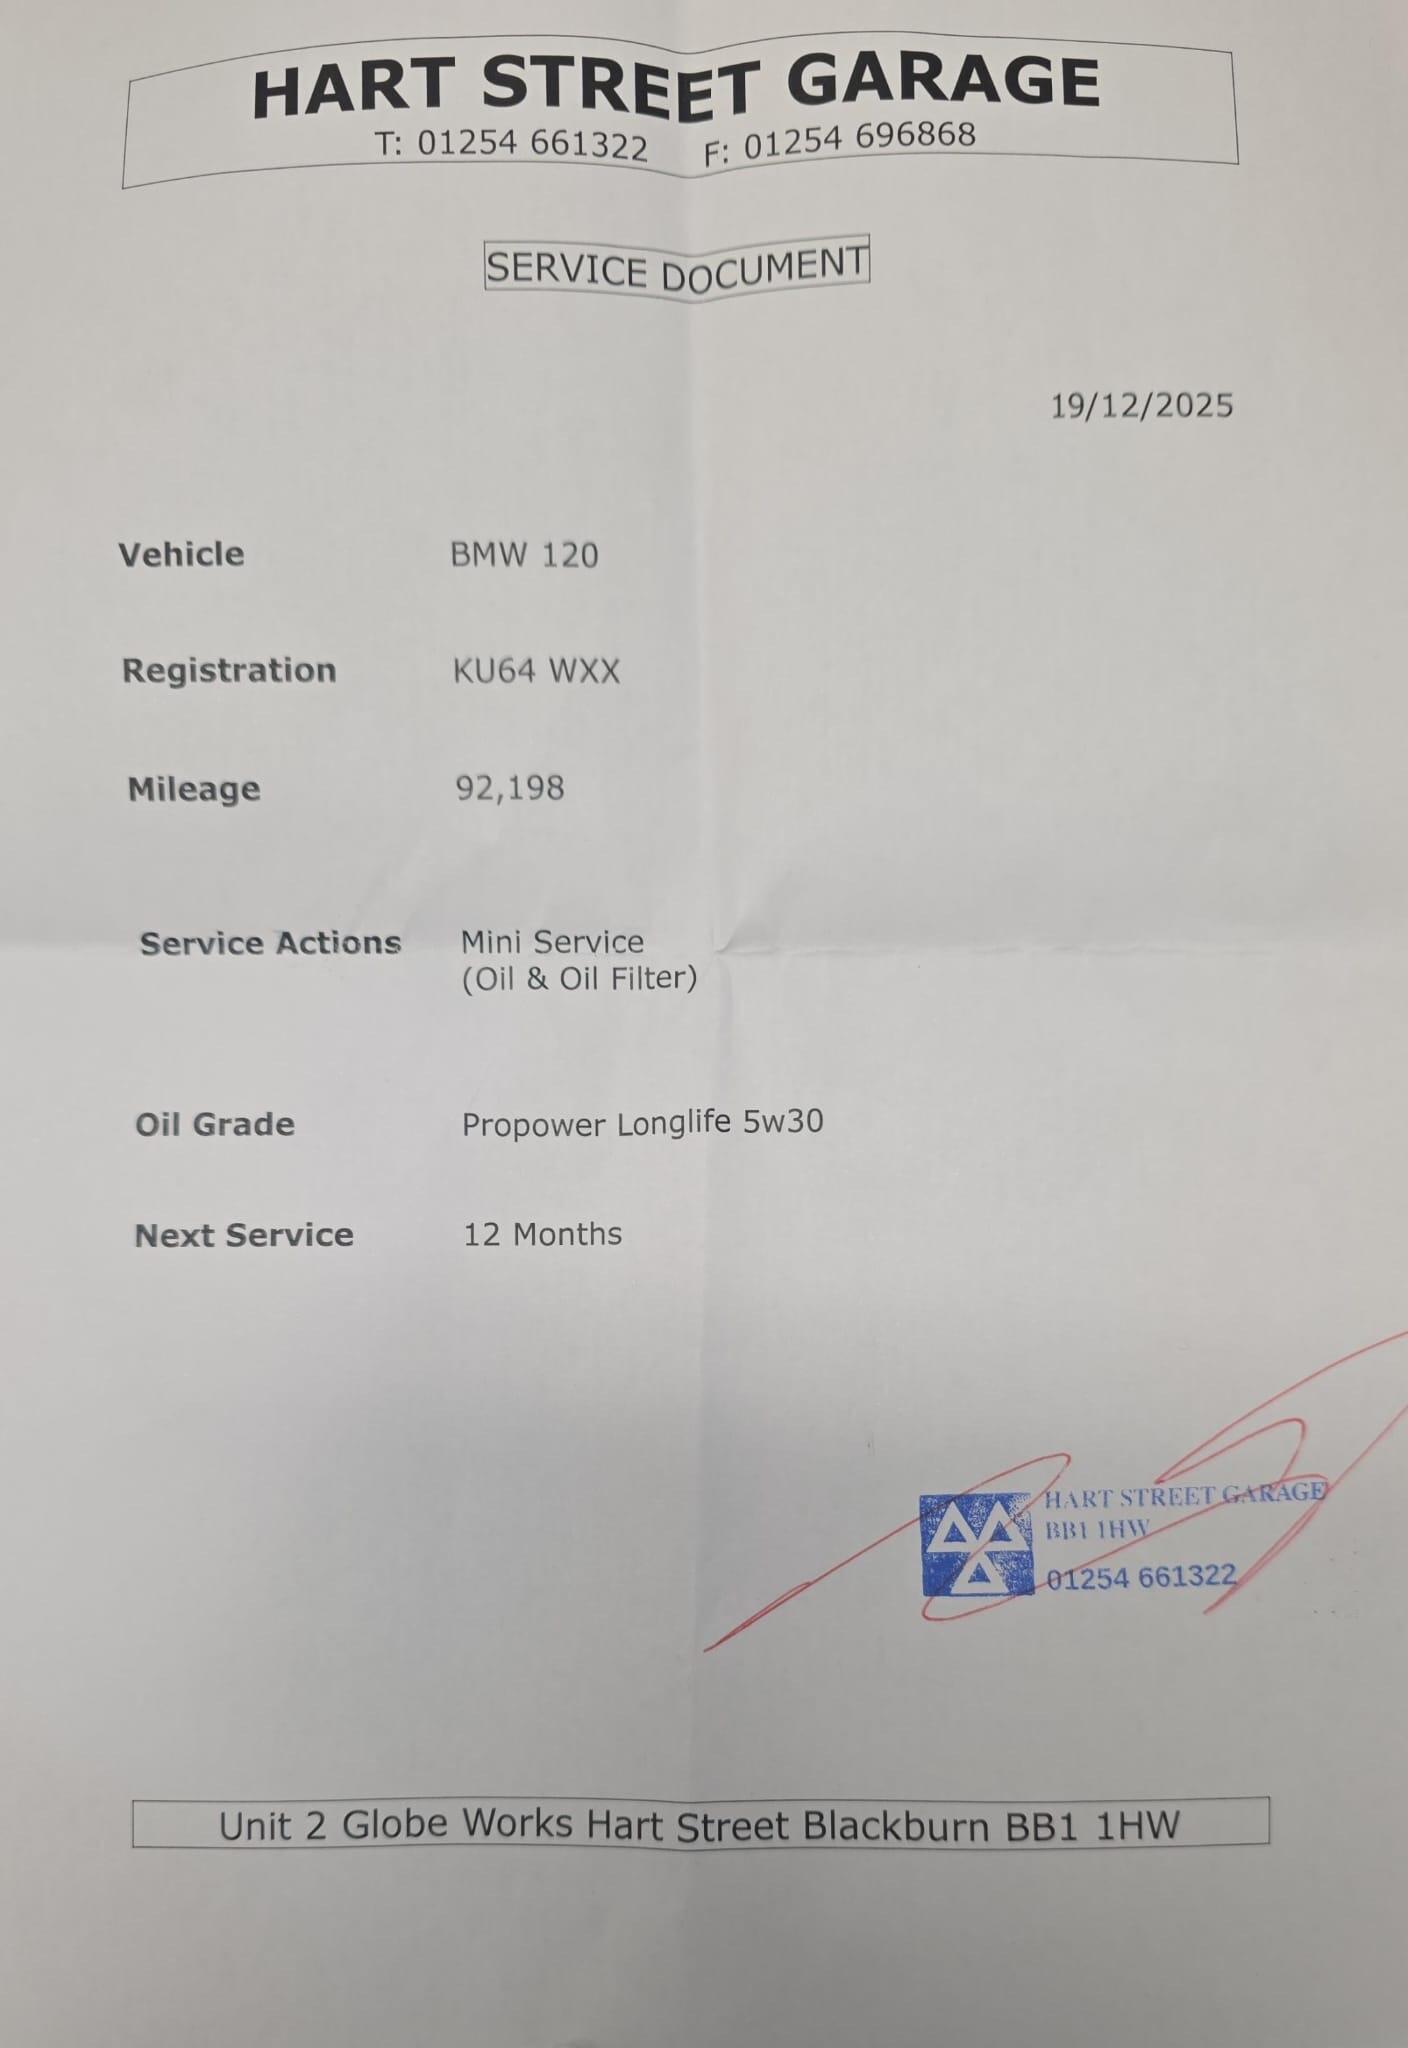 HART STREET GARAGE
T: 01254 661322 F: 01254 696868
SERVICE DOCUMENT
19/12/2025
Vehicle BMW 120
Registration KU64 WXX
Mileage 92,198
Service Actions Mini Service
(Oil & Oil Filter)
Oil Grade Propower Longlife 5w30
Next Service 12 Months
HART STREET GARAGE
BB1 1HW
01254 661322
Unit 2 Globe Works Hart Street Blackburn BB1 1HW